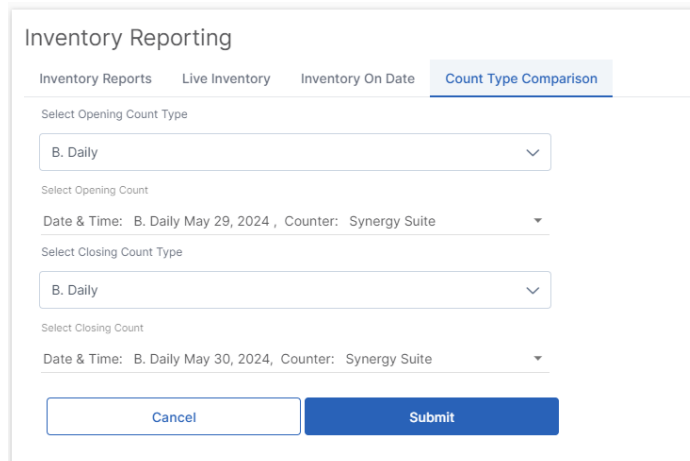 Inventory Reporting
Inventory Reports Live Inventory Inventory On Date Count Type Comparison
Select Opening Count Type
B. Daily
Select Opening Count
Date & Time: B. Daily May 29, 2024 , Counter: Synergy Suite
Select Closing Count Type
B. Daily
Select Closing Count
Date & Time: B. Daily May 30, 2024, Counter: Synergy Suite
Cancel Submit